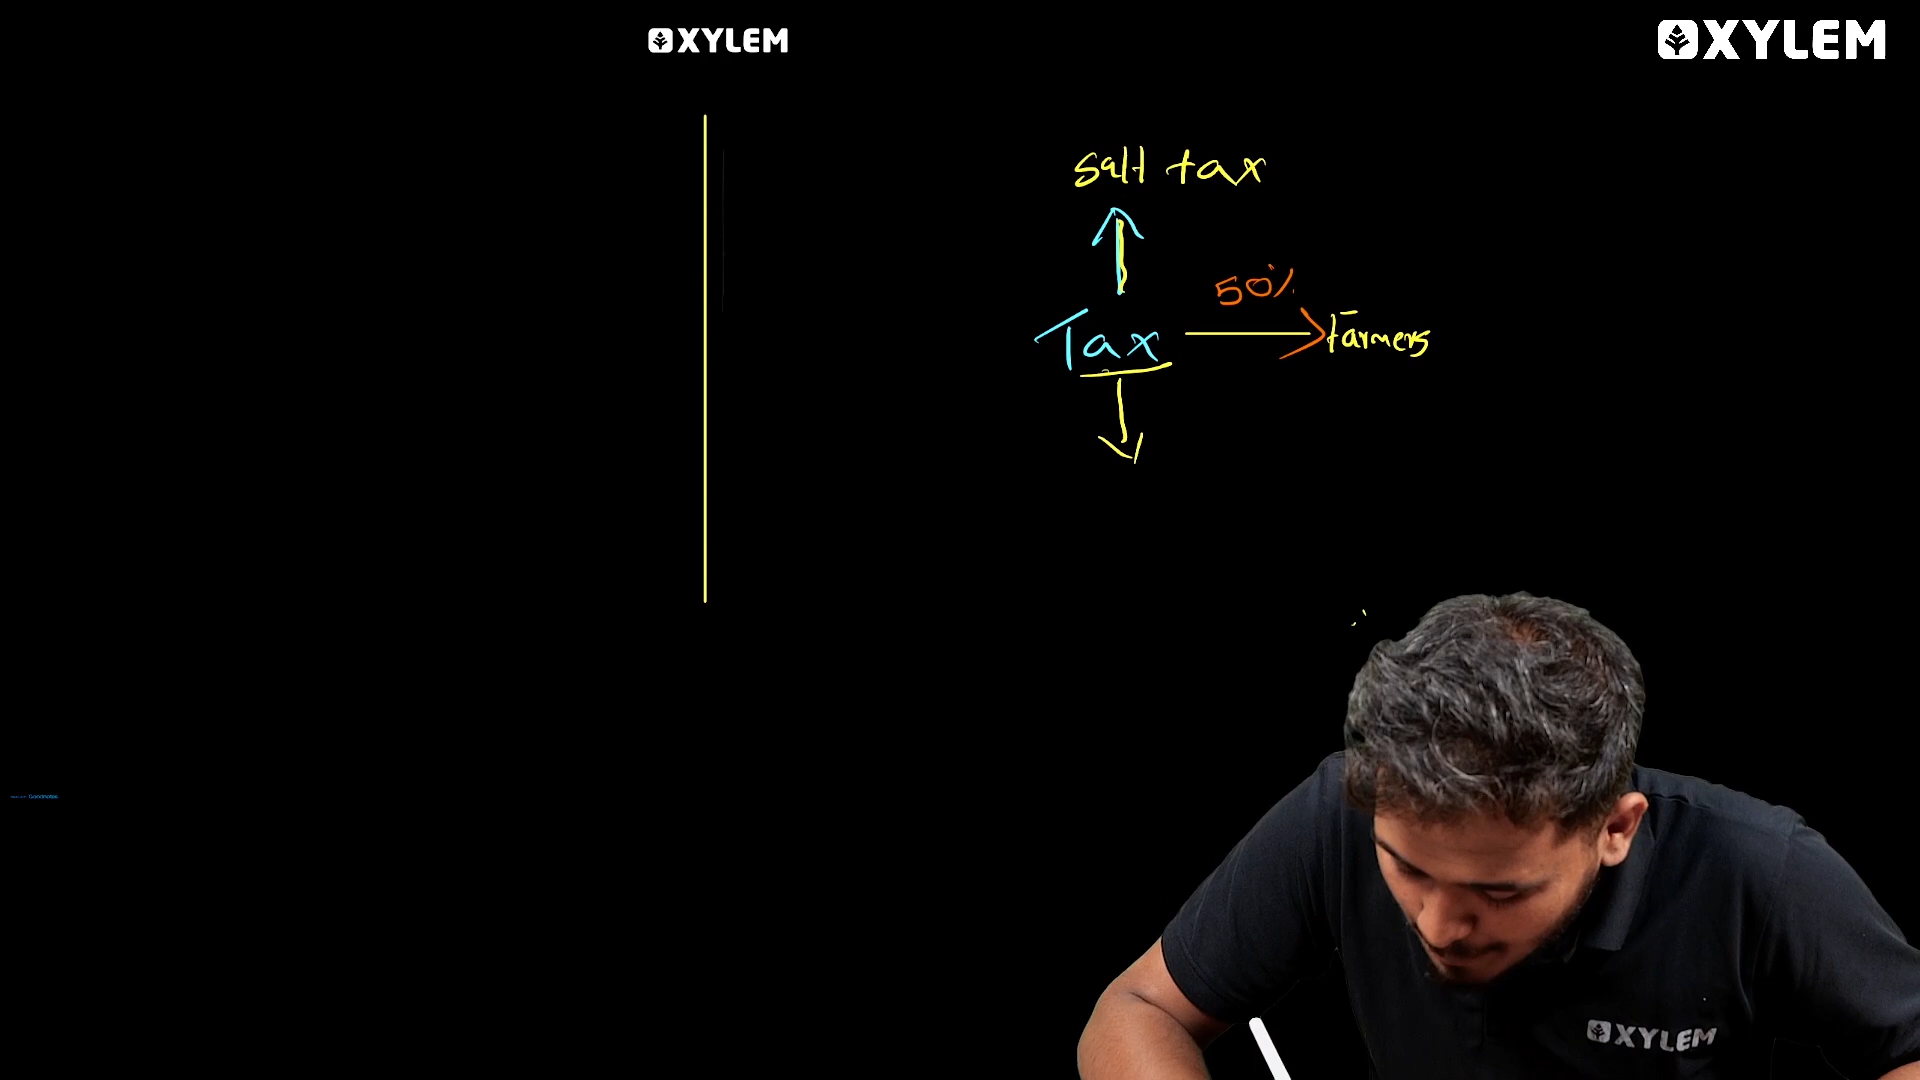 XYLEM
XYLEM
salt tax
50%
Tax
farmers
XYLEM